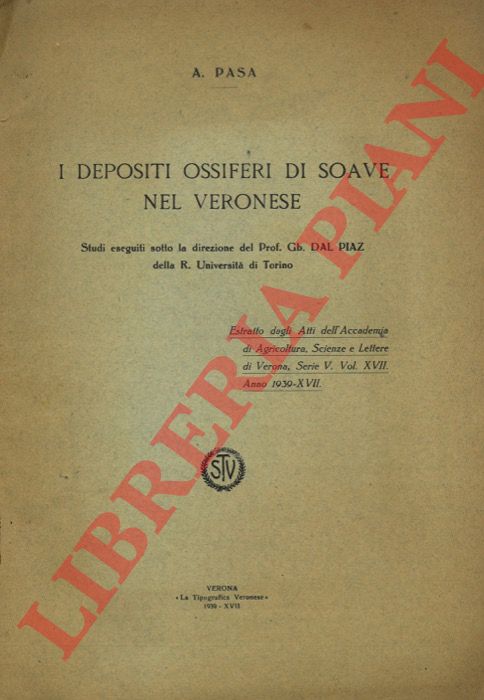 A. PASA
I DEPOSITI OSSIFERI DI SOAVE
NEL VERONESE
Studi eseguiti sotto la direzione del Prof. Gb. DAL PIAZ
della R. Università di Torino
Estratto dagli Atti dell'Accademia
di Agricoltura, Scienze e Lettere
di Verona, Serie V. Vol. XVII.
Anno 1939-XVII.
STV
VERONA
«La Tipografica Veronese»
1939 - XVII
LIBRERIA PIANI